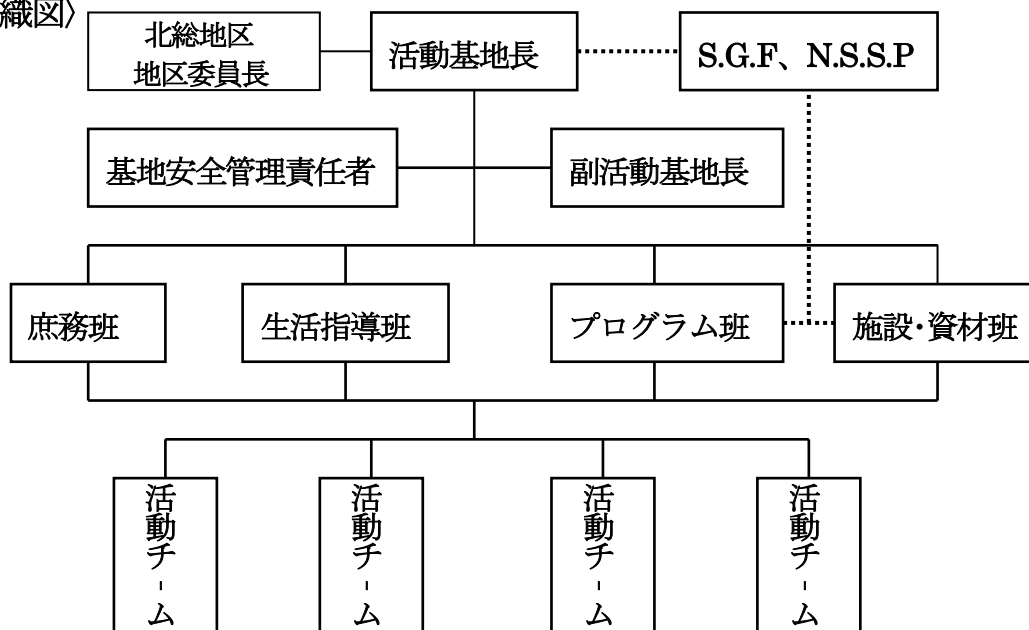 織図〉
北総地区
地区委員長
活動基地長
S.G.F、N.S.S.P
基地安全管理責任者
副活動基地長
庶務班
生活指導班
プログラム班
施設・資材班
活動チーム
活動チーム
活動チーム
活動チーム